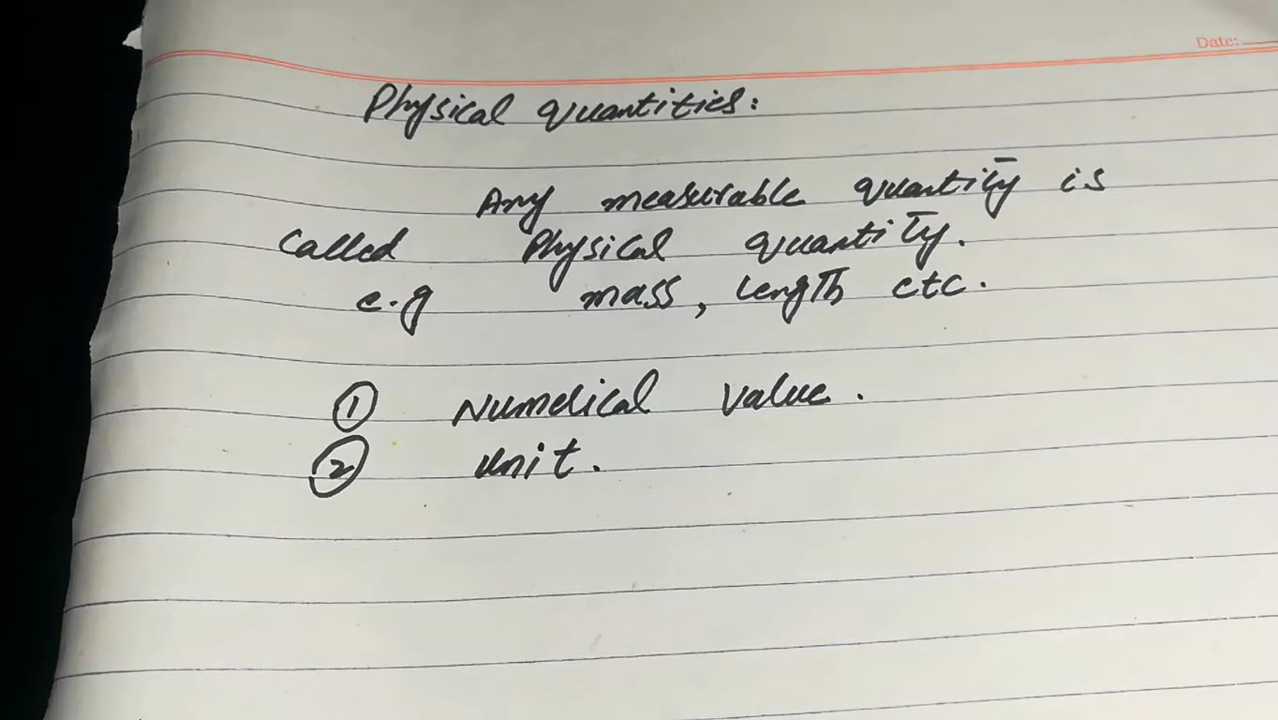 Date:
Physical quantities:
Any measurable quantity is
called physical quantity.
e.g mass, length etc.
① Numerical value.
② unit.